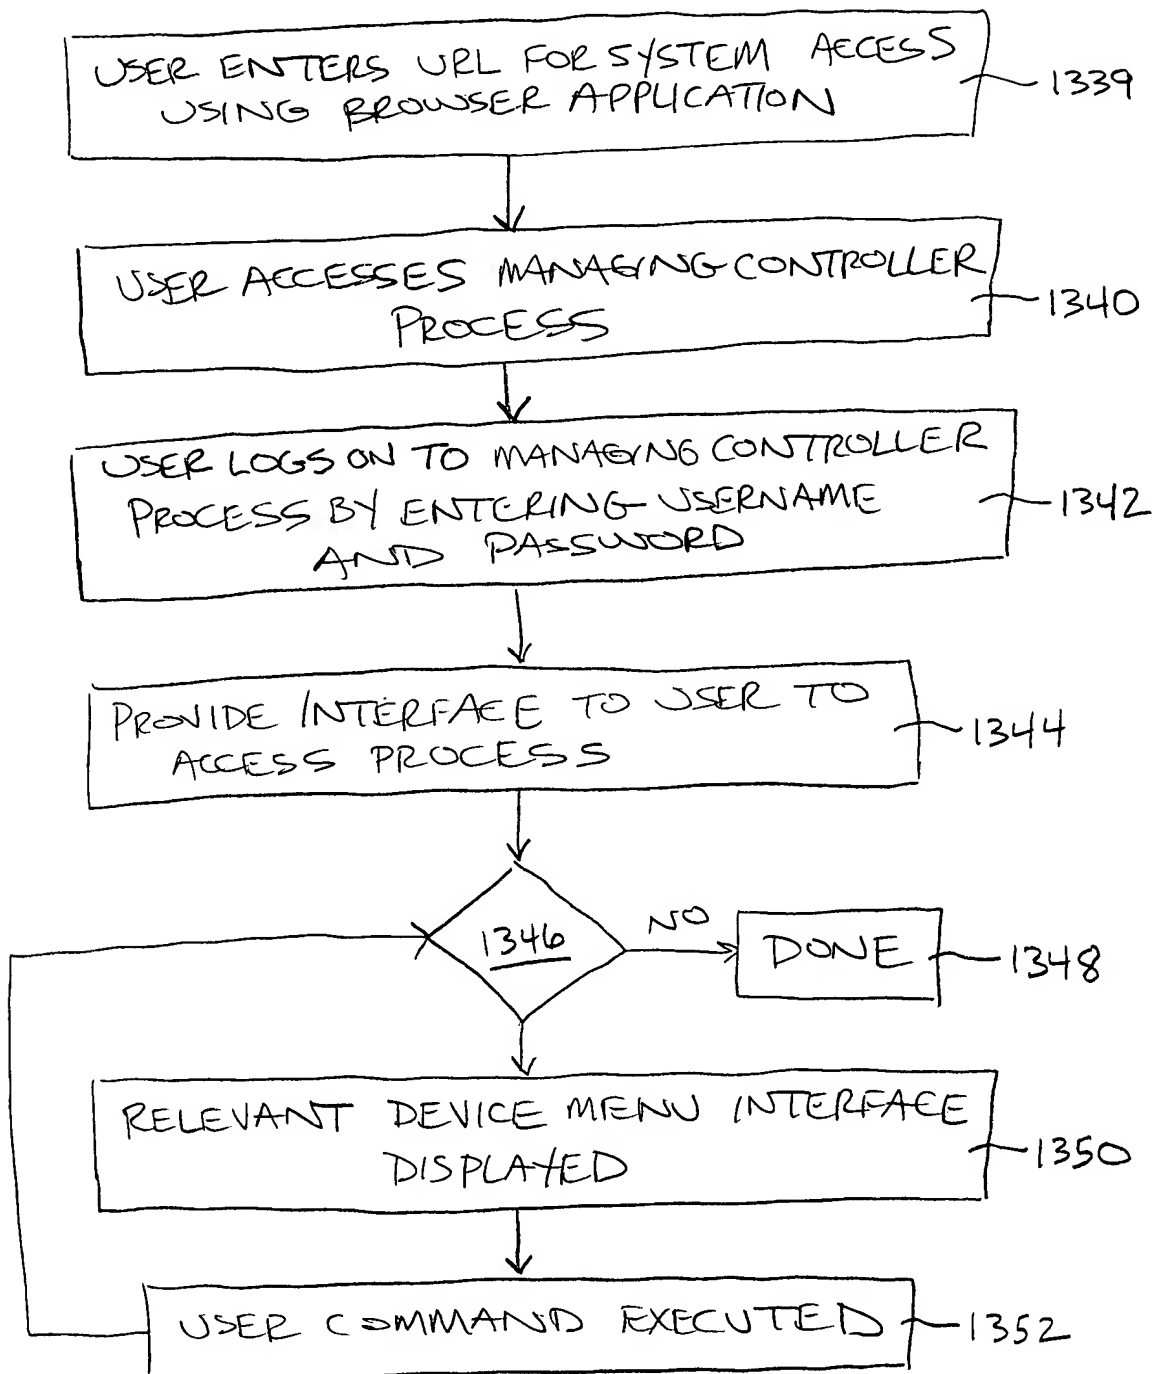 USER ENTERS URL FOR SYSTEM ACCESS
USING BROWSER APPLICATION
1339
USER ACCESSES MANAGING CONTROLLER
PROCESS
1340
USER LOGS ON TO MANAGING CONTROLLER
PROCESS BY ENTERING USERNAME
AND PASSWORD
1342
PROVIDE INTERFACE TO USER TO
ACCESS PROCESS
1344
1346
NO
DONE
1348
RELEVANT DEVICE MENU INTERFACE
DISPLAYED
1350
USER COMMAND EXECUTED
1352